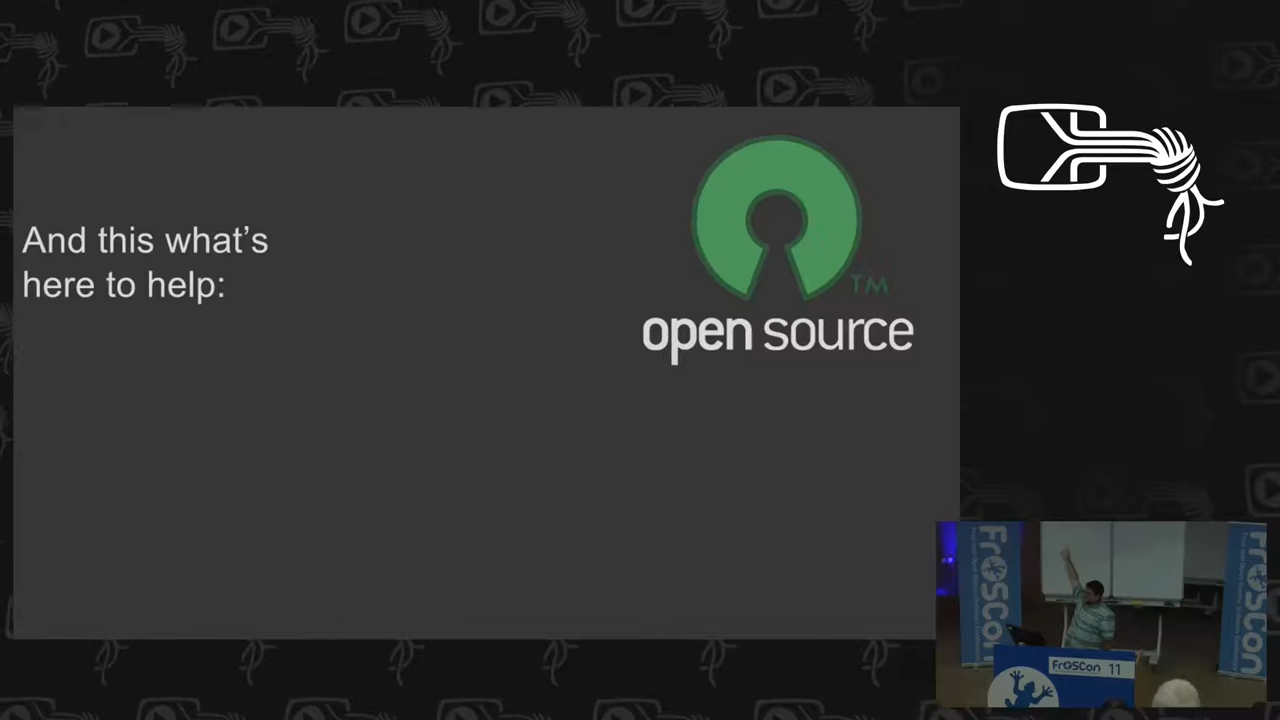 And this what's
here to help:
TM
open source
FrOSCon
FrOSCon
FrOSCon 11